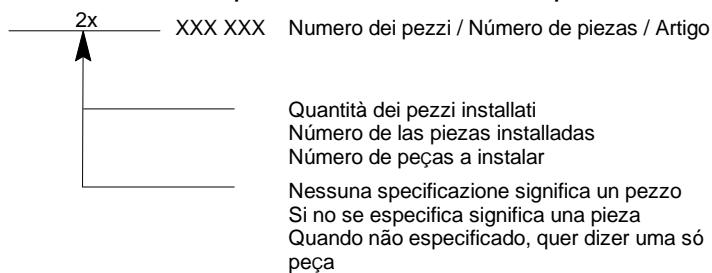 2x XXX XXX Numero dei pezzi / Número de piezas / Artigo
Quantità dei pezzi installati
Número de las piezas installadas
Número de peças a instalar
Nessuna specificazione significa un pezzo
Si no se especifica significa una pieza
Quando não especificado, quer dizer uma só
peça